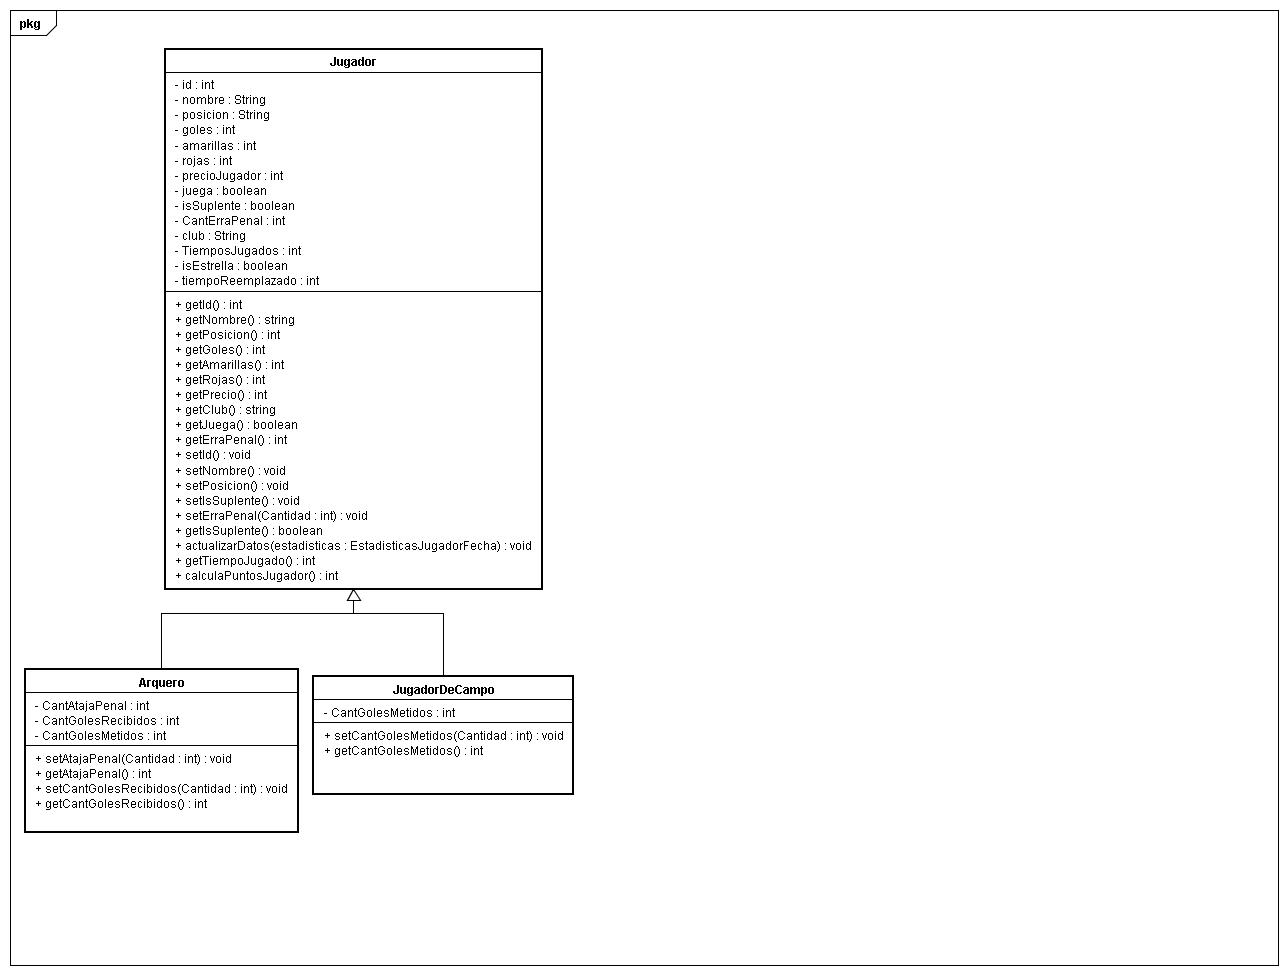 pkg
Jugador
- id : int
- nombre : String
- posicion : String
- goles : int
- amarillas : int
- rojas : int
- precioJugador : int
- juega : boolean
- isSuplente : boolean
- CantErraPenal : int
- club : String
- TiemposJugados : int
- isEstrella : boolean
- tiempoReemplazado : int
+ getId() : int
+ getNombre() : string
+ getPosicion() : int
+ getGoles() : int
+ getAmarillas() : int
+ getRojas() : int
+ getPrecio() : int
+ getClub() : string
+ getJuega() : boolean
+ getErraPenal() : int
+ setId() : void
+ setNombre() : void
+ setPosicion() : void
+ setIsSuplente() : void
+ setErraPenal(Cantidad : int) : void
+ getIsSuplente() : boolean
+ actualizarDatos(estadisticas : EstadisticasJugadorFecha) : void
+ getTiempoJugado() : int
+ calculaPuntosJugador() : int
Arquero
- CantAtajaPenal : int
- CantGolesRecibidos : int
- CantGolesMetidos : int
+ setAtajaPenal(Cantidad : int) : void
+ getAtajaPenal() : int
+ setCantGolesRecibidos(Cantidad : int) : void
+ getCantGolesRecibidos() : int
JugadorDeCampo
- CantGolesMetidos : int
+ setCantGolesMetidos(Cantidad : int) : void
+ getCantGolesMetidos() : int